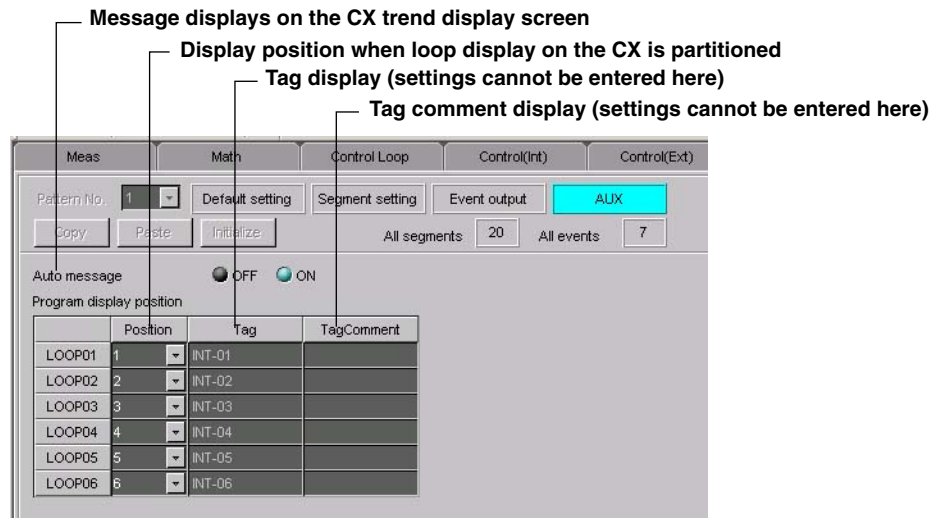 Message displays on the CX trend display screen
Display position when loop display on the CX is partitioned
Tag display (settings cannot be entered here)
Tag comment display (settings cannot be entered here)
Meas Math Control Loop Control(Int) Control(Ext)
Pattern No. 1 Default setting Segment setting Event output AUX
Copy Paste Initialize All segments 20 All events 7
Auto message OFF ON
Program display position
Position Tag TagComment
LOOP01 1 INT-01
LOOP02 2 INT-02
LOOP03 3 INT-03
LOOP04 4 INT-04
LOOP05 5 INT-05
LOOP06 6 INT-06